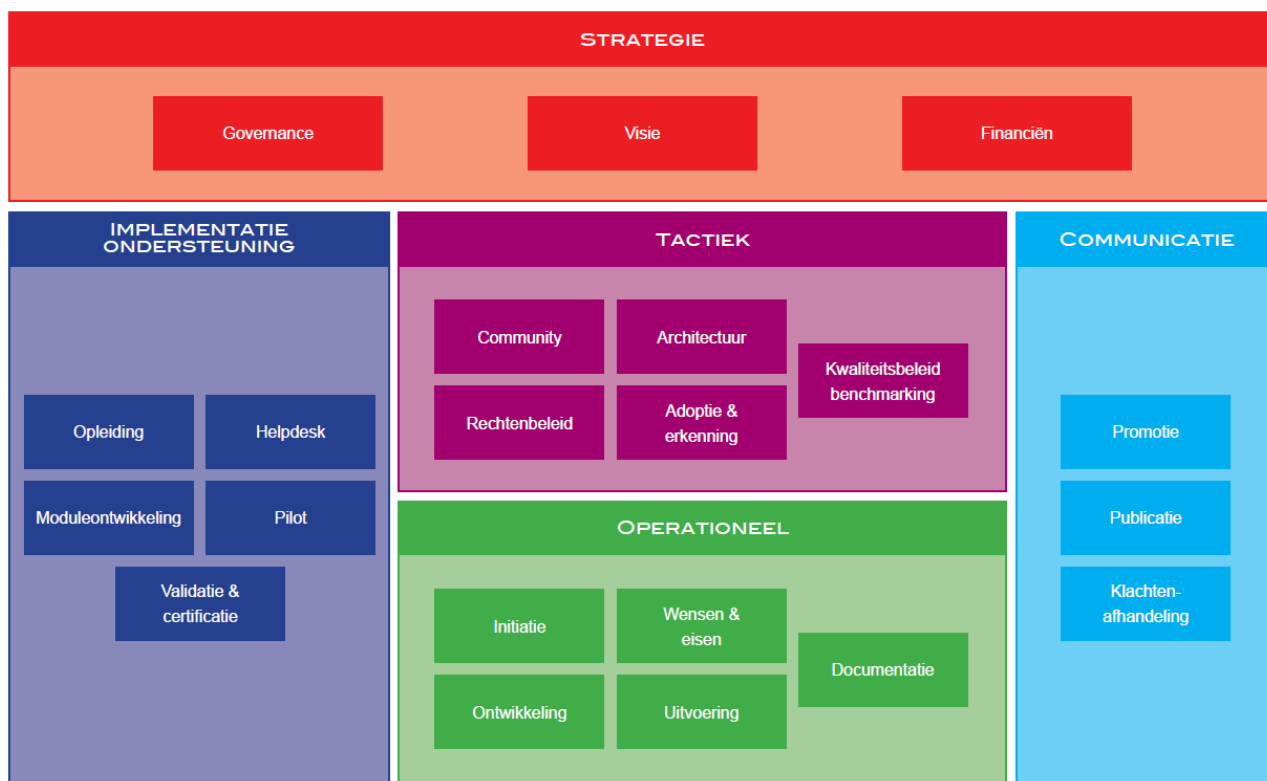 STRATEGIE
Governance
Visie
Financiën
IMPLEMENTATIE
ONDERSTEUNING
Opleiding
Helpdesk
Moduleontwikkeling
Pilot
Validatie &
certificatie
TACTIEK
Community
Architectuur
Rechtenbeleid
Adoptie &
erkenning
Kwaliteitsbeleid
benchmarking
OPERATIONEEL
Initiatie
Wensen &
eisen
Ontwikkeling
Uitvoering
Documentatie
COMMUNICATIE
Promotie
Publicatie
Klachten-
afhandeling